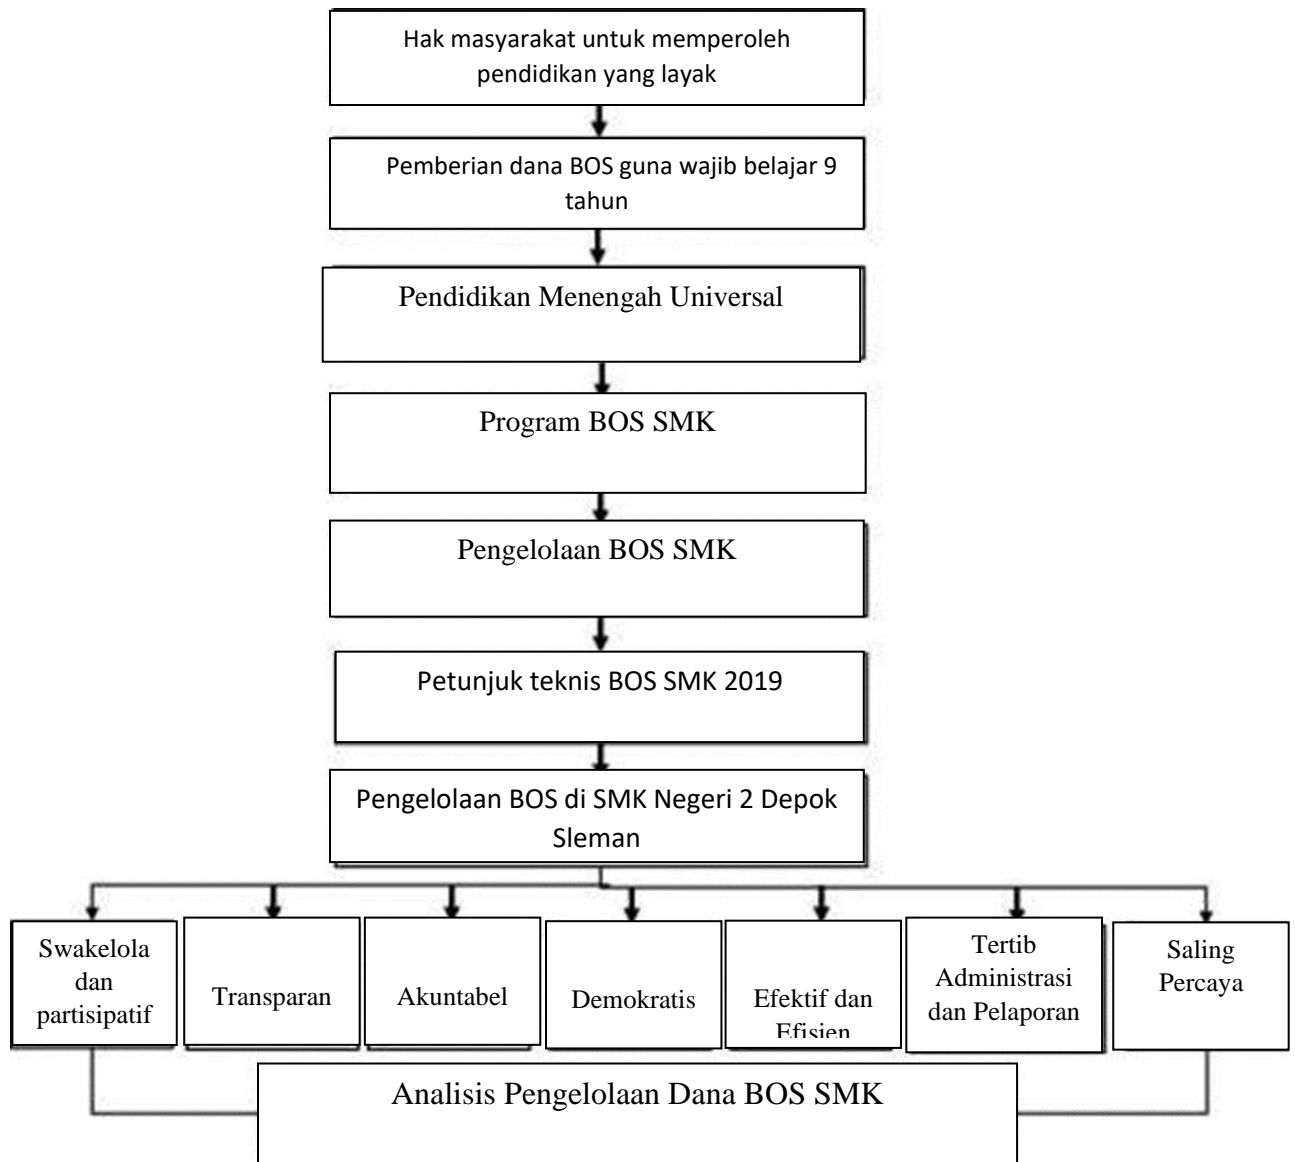 Hak masyarakat untuk memperoleh
pendidikan yang layak
Pemberian dana BOS guna wajib belajar 9
tahun
Pendidikan Menengah Universal
Program BOS SMK
Pengelolaan BOS SMK
Petunjuk teknis BOS SMK 2019
Pengelolaan BOS di SMK Negeri 2 Depok
Sleman
Swakelola
dan
partisipatif
Transparan
Akuntabel
Demokratis
Efektif dan
Efisien
Tertib
Administrasi
dan Pelaporan
Saling
Percaya
Analisis Pengelolaan Dana BOS SMK